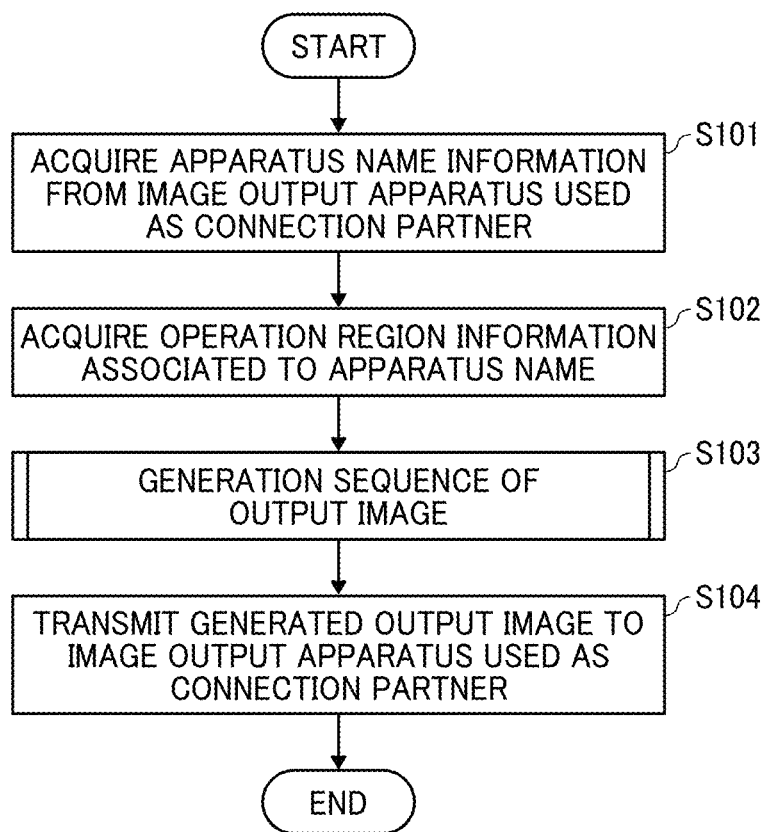 START
S101
ACQUIRE APPARATUS NAME INFORMATION
FROM IMAGE OUTPUT APPARATUS USED
AS CONNECTION PARTNER
S102
ACQUIRE OPERATION REGION INFORMATION
ASSOCIATED TO APPARATUS NAME
S103
GENERATION SEQUENCE OF
OUTPUT IMAGE
S104
TRANSMIT GENERATED OUTPUT IMAGE TO
IMAGE OUTPUT APPARATUS USED AS
CONNECTION PARTNER
END